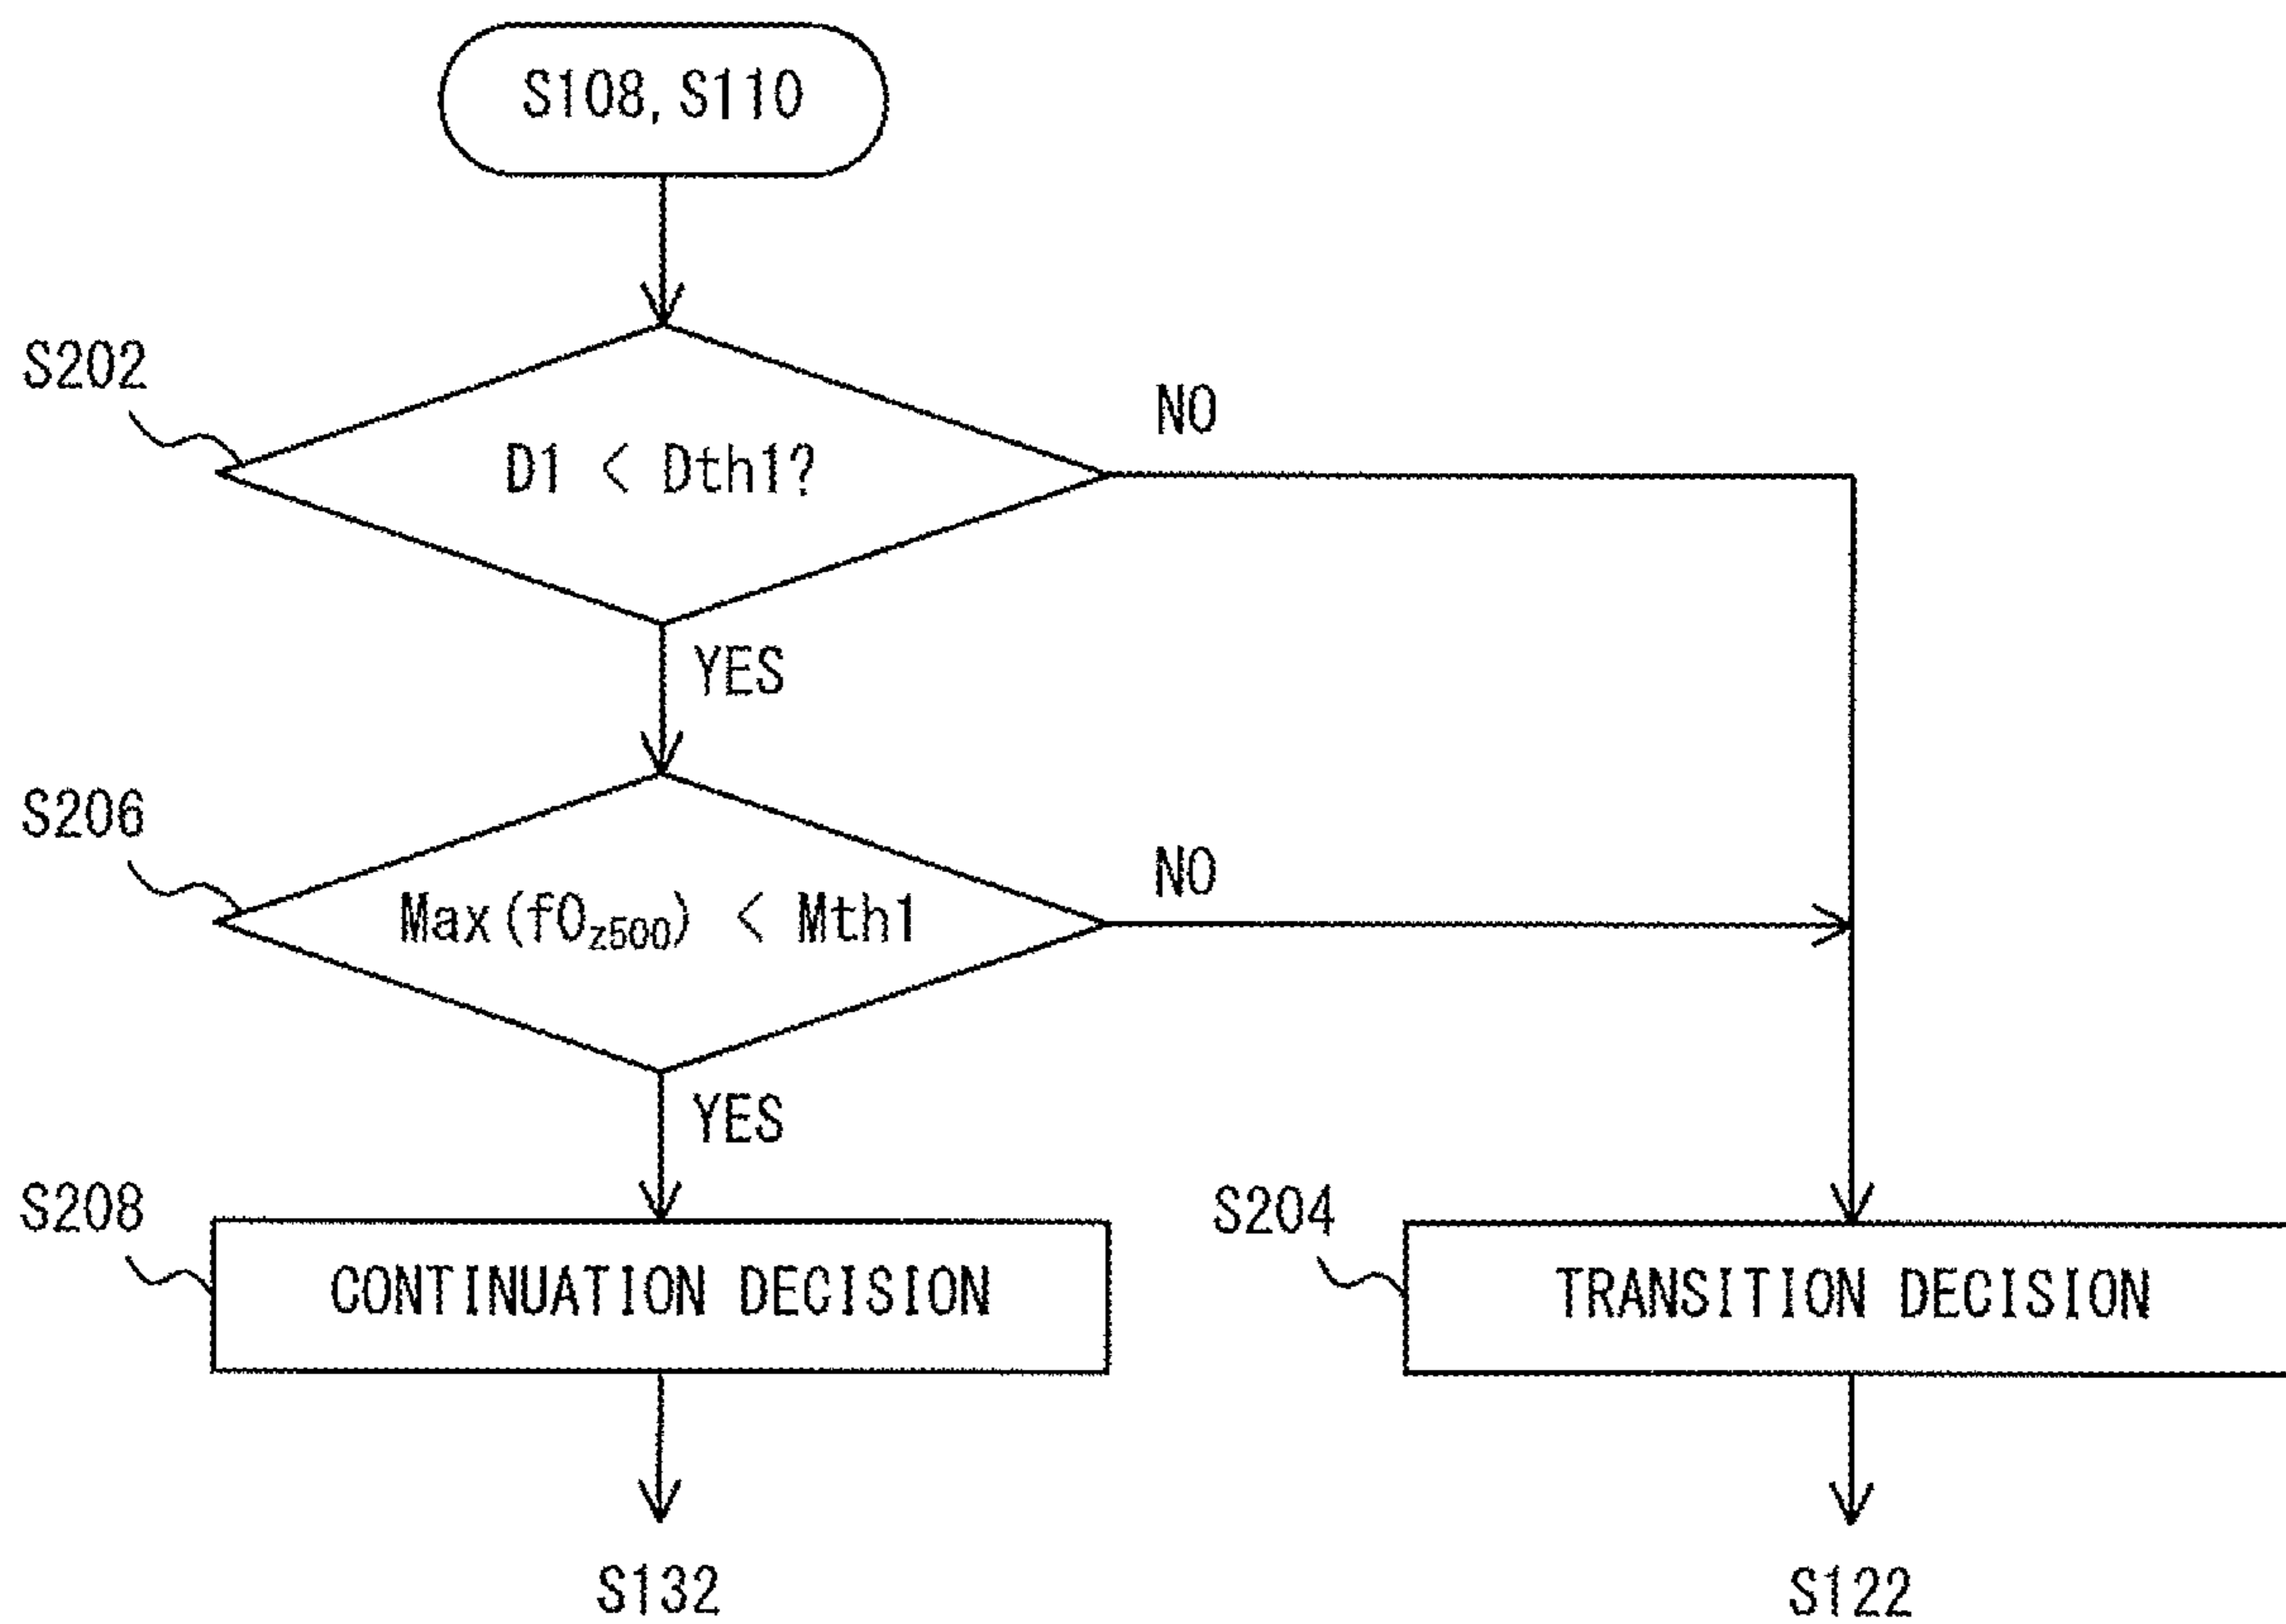 S108, S110
S202
D1 < Dth1?
NO
YES
S206
Max(f0z500) < Mth1
NO
YES
S208
CONTINUATION DECISION
S204
TRANSITION DECISION
S132
S122